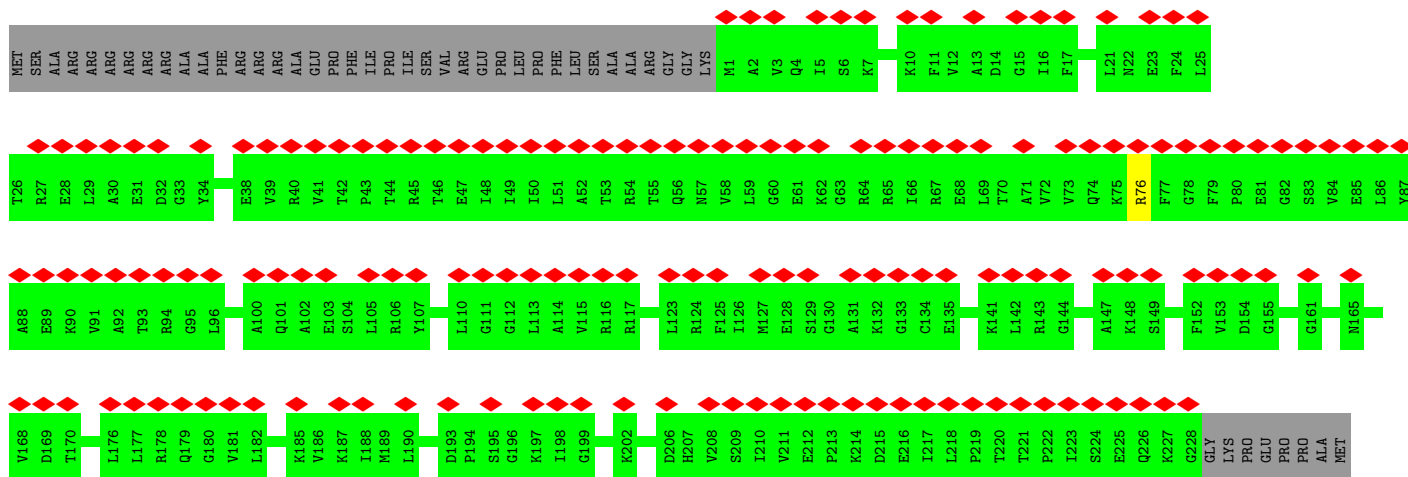 MET SER ALA ARG ARG ARG ARG ARG ARG ALA ALA PHE ARG ARG ARG ALA GLU PRO PHE ILE PRO ILE SER VAL ARG GLU PRO LEU PRO PHE LEU SER ALA ALA ARG GLY GLY LYS M1 A2 V3 Q4 I5 S6 K7 K10 F11 V12 A13 D14 G15 I16 F17 L21 N22 E23 F24 L25
T26 R27 E28 L29 A30 E31 D32 G33 Y34 E38 V39 R40 V41 T42 P43 T44 R45 T46 E47 I48 I49 I50 L51 A52 T53 R54 T55 Q56 N57 V58 L59 G60 E61 K62 G63 R64 R65 I66 R67 E68 L69 T70 A71 V72 V73 Q74 K75 R76 F77 G78 F79 P80 E81 G82 S83 V84 E85 L86 Y87
A88 E89 K90 V91 A92 T93 R94 G95 L96 A100 Q101 A102 E103 S104 L105 R106 Y107 L110 G111 G112 L113 A114 V115 R116 R117 L123 R124 F125 I126 M127 E128 S129 G130 A131 K132 G133 C134 E135 K141 L142 R143 G144 A147 K148 S149 F152 V153 D154 G155 G161 N165
V168 D169 T170 L176 L177 R178 Q179 G180 V181 L182 K185 V186 K187 I188 M189 L190 D193 P194 S195 G196 K197 I198 G199 K202 D206 H207 V208 S209 I210 V211 E212 P213 K214 D215 E216 I217 L218 P219 T220 T221 P222 I223 S224 E225 Q226 K227 G228 GLY LYS PRO GLU PRO PRO ALA MET